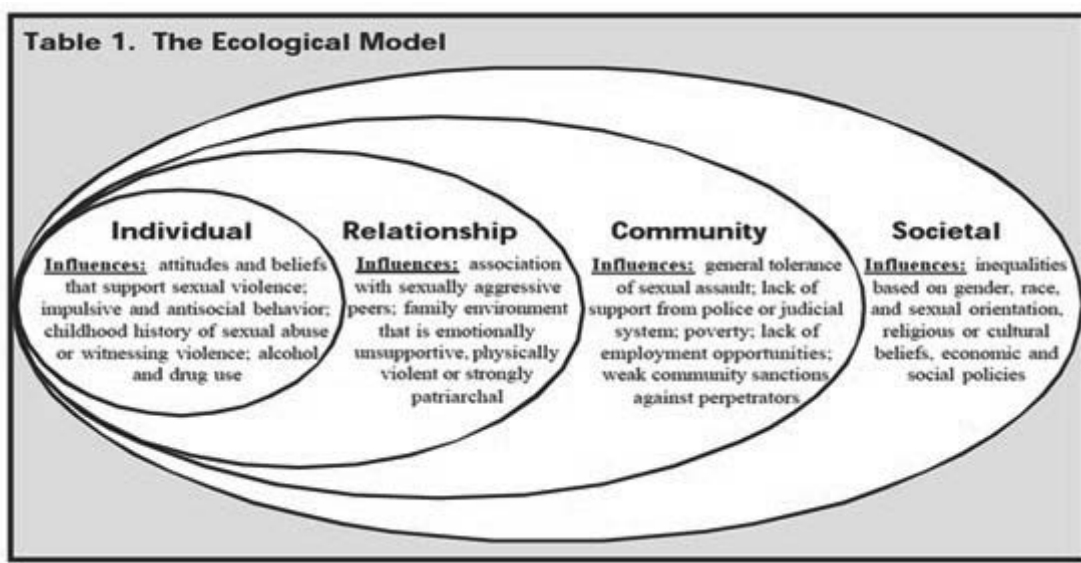 Table 1. The Ecological Model
Individual
Influences: attitudes and beliefs
that support sexual violence;
impulsive and antisocial behavior;
childhood history of sexual abuse
or witnessing violence; alcohol
and drug use
Relationship
Influences: association
with sexually aggressive
peers; family environment
that is emotionally
unsupportive, physically
violent or strongly
patriarchal
Community
Influences: general tolerance
of sexual assault; lack of
support from police or judicial
system; poverty; lack of
employment opportunities;
weak community sanctions
against perpetrators
Societal
Influences: inequalities
based on gender, race,
and sexual orientation,
religious or cultural
beliefs, economic and
social policies